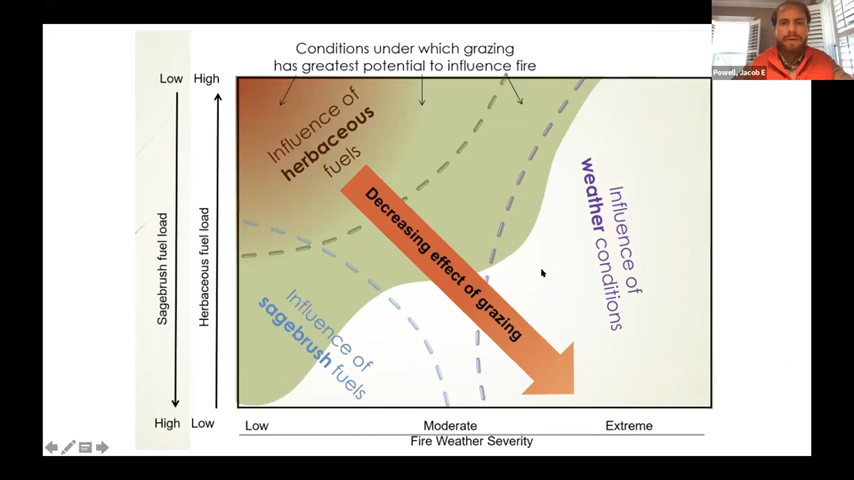 Conditions under which grazing
has greatest potential to influence fire
Powell, Jacob E
Low
High
Influence of
herbaceous
fuels
Decreasing effect of grazing
Influence of
weather conditions
Influence of
sagebrush fuels
Sagebrush fuel load
Herbaceous fuel load
High
Low
Low
Moderate
Extreme
Fire Weather Severity